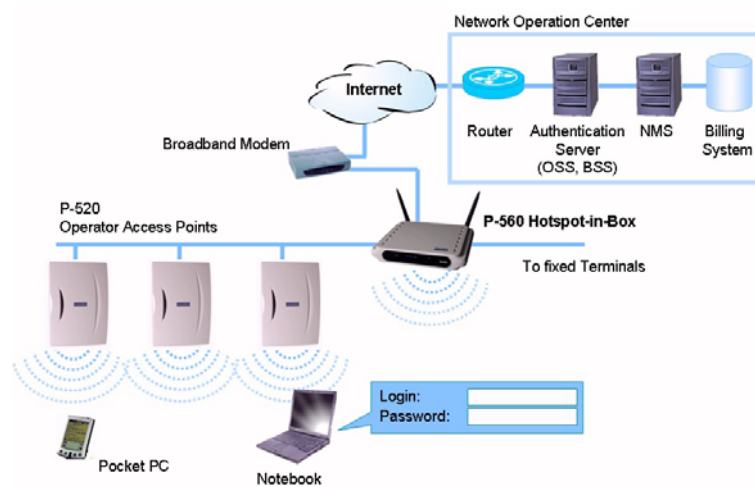 Network Operation Center
Internet
Router
Authentication
Server
(OSS, BSS)
NMS
Billing
System
Broadband Modem
P-520
Operator Access Points
P-560 Hotspot-in-Box
To fixed Terminals
Login:
Password:
Pocket PC
Notebook